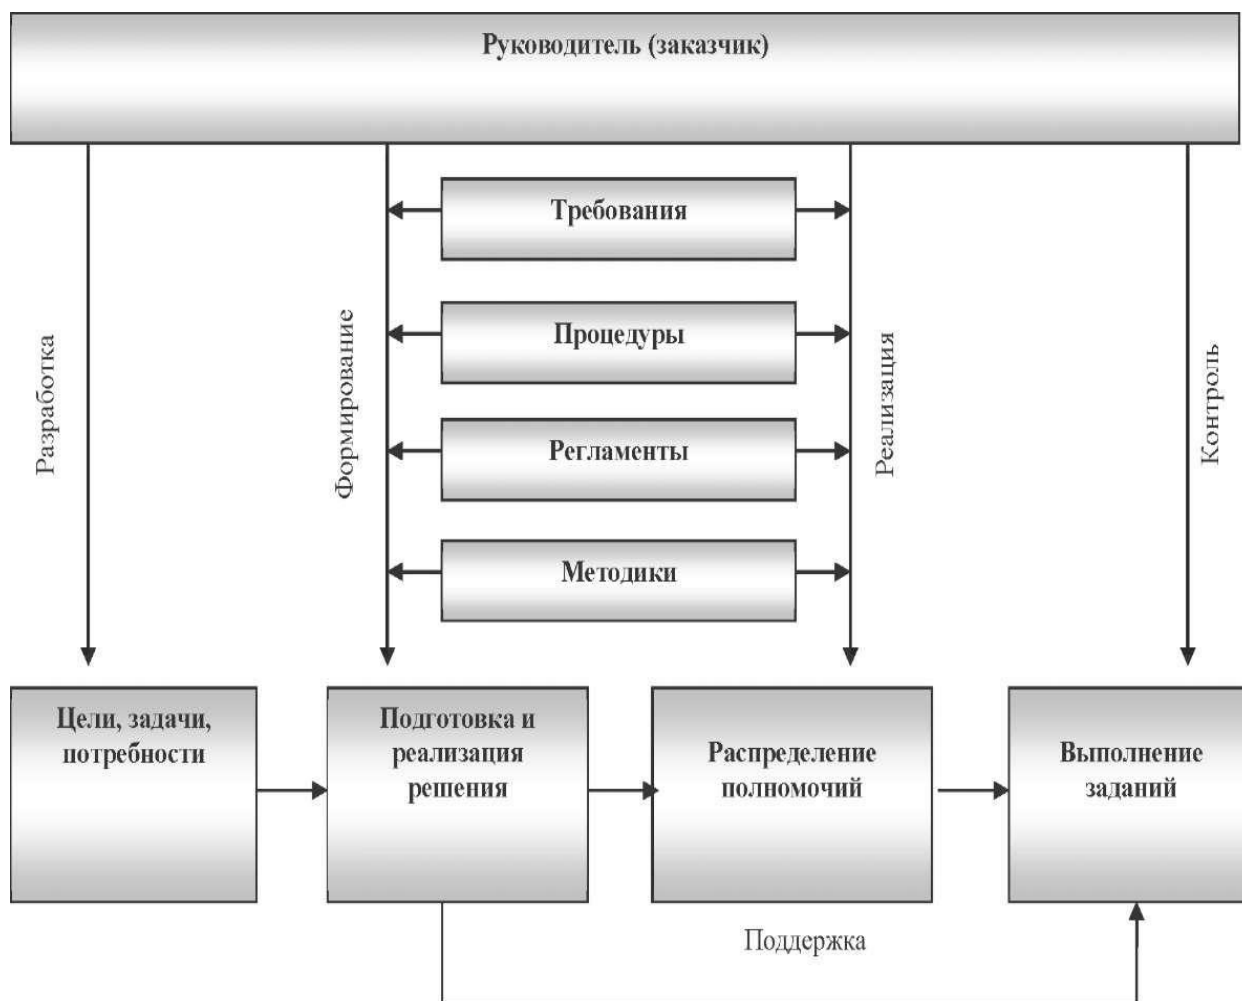 Руководитель (заказчик)
Требования
Процедуры
Регламенты
Методики
Разработка
Формирование
Реализация
Контроль
Цели, задачи,
потребности
Подготовка и
реализация
решения
Распределение
полномочий
Выполнение
заданий
Поддержка